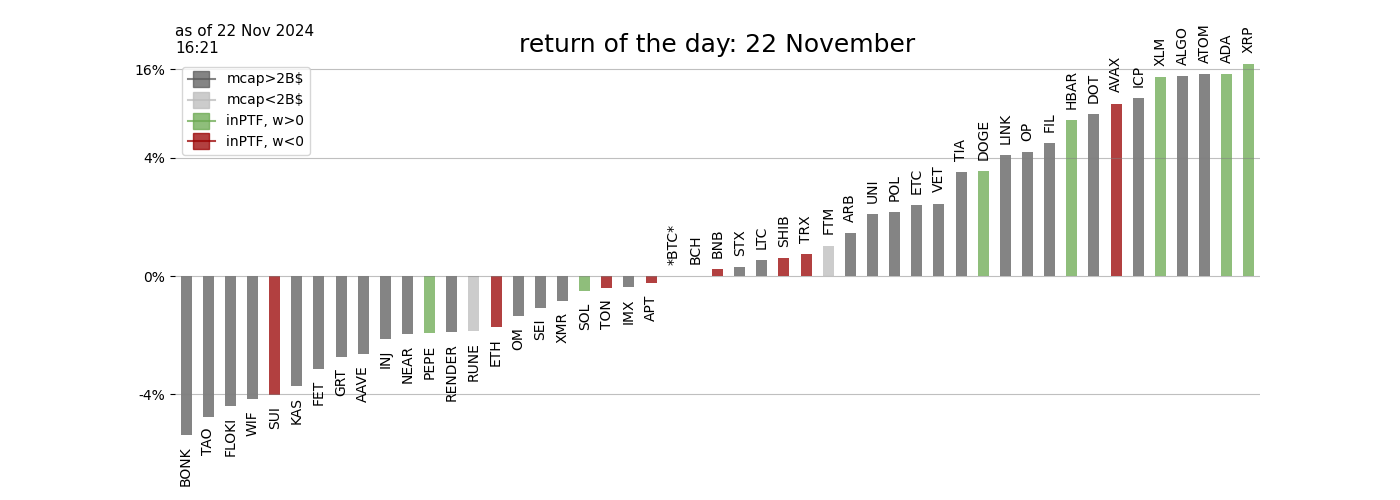 as of 22 Nov 2024
16:21
return of the day: 22 November
16%
4%
0%
-4%
mcap>2B$
mcap<2B$
inPTF, w>0
inPTF, w<0
BONK
TAO
FLOKI
WIF
SUI
KAS
FET
GRT
AAVE
INJ
NEAR
PEPE
RENDER
RUNE
ETH
OM
SEI
XMR
SOL
TON
IMX
APT
*BTC*
BCH
BNB
STX
LTC
SHIB
TRX
FTM
ARB
UNI
POL
ETC
VET
TIA
DOGE
LINK
OP
FIL
HBAR
DOT
AVAX
ICP
XLM
ALGO
ATOM
ADA
XRP